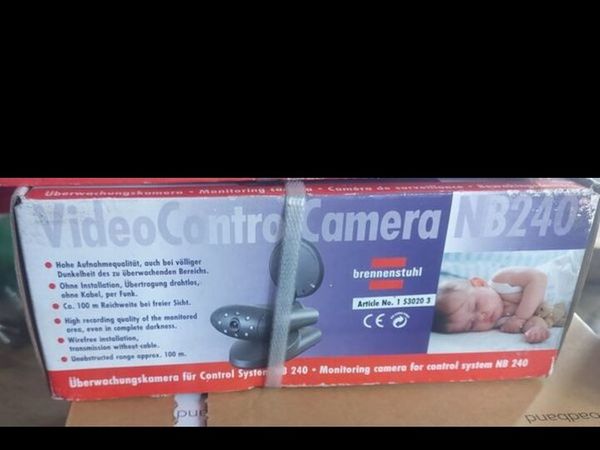 Überwachungskamera • Monitoring camera • Caméra de surveillance •
VideoControl Camera NB240
• Hohe Aufnahmequalität, auch bei völliger
Dunkelheit des zu überwachenden Bereichs.
• Ohne Installation, Übertragung drahtlos,
ohne Kabel, per Funk.
• Ca. 100 m Reichweite bei freier Sicht.
• High recording quality of the monitored
area, even in complete darkness.
• Wirefree installation,
transmission without cable.
• Unobstructed range approx. 100 m.
brennenstuhl
Article No. 1 53020 3
CE
Überwachungskamera für Control System NB 240 • Monitoring camera for control system NB 240
oadband
and